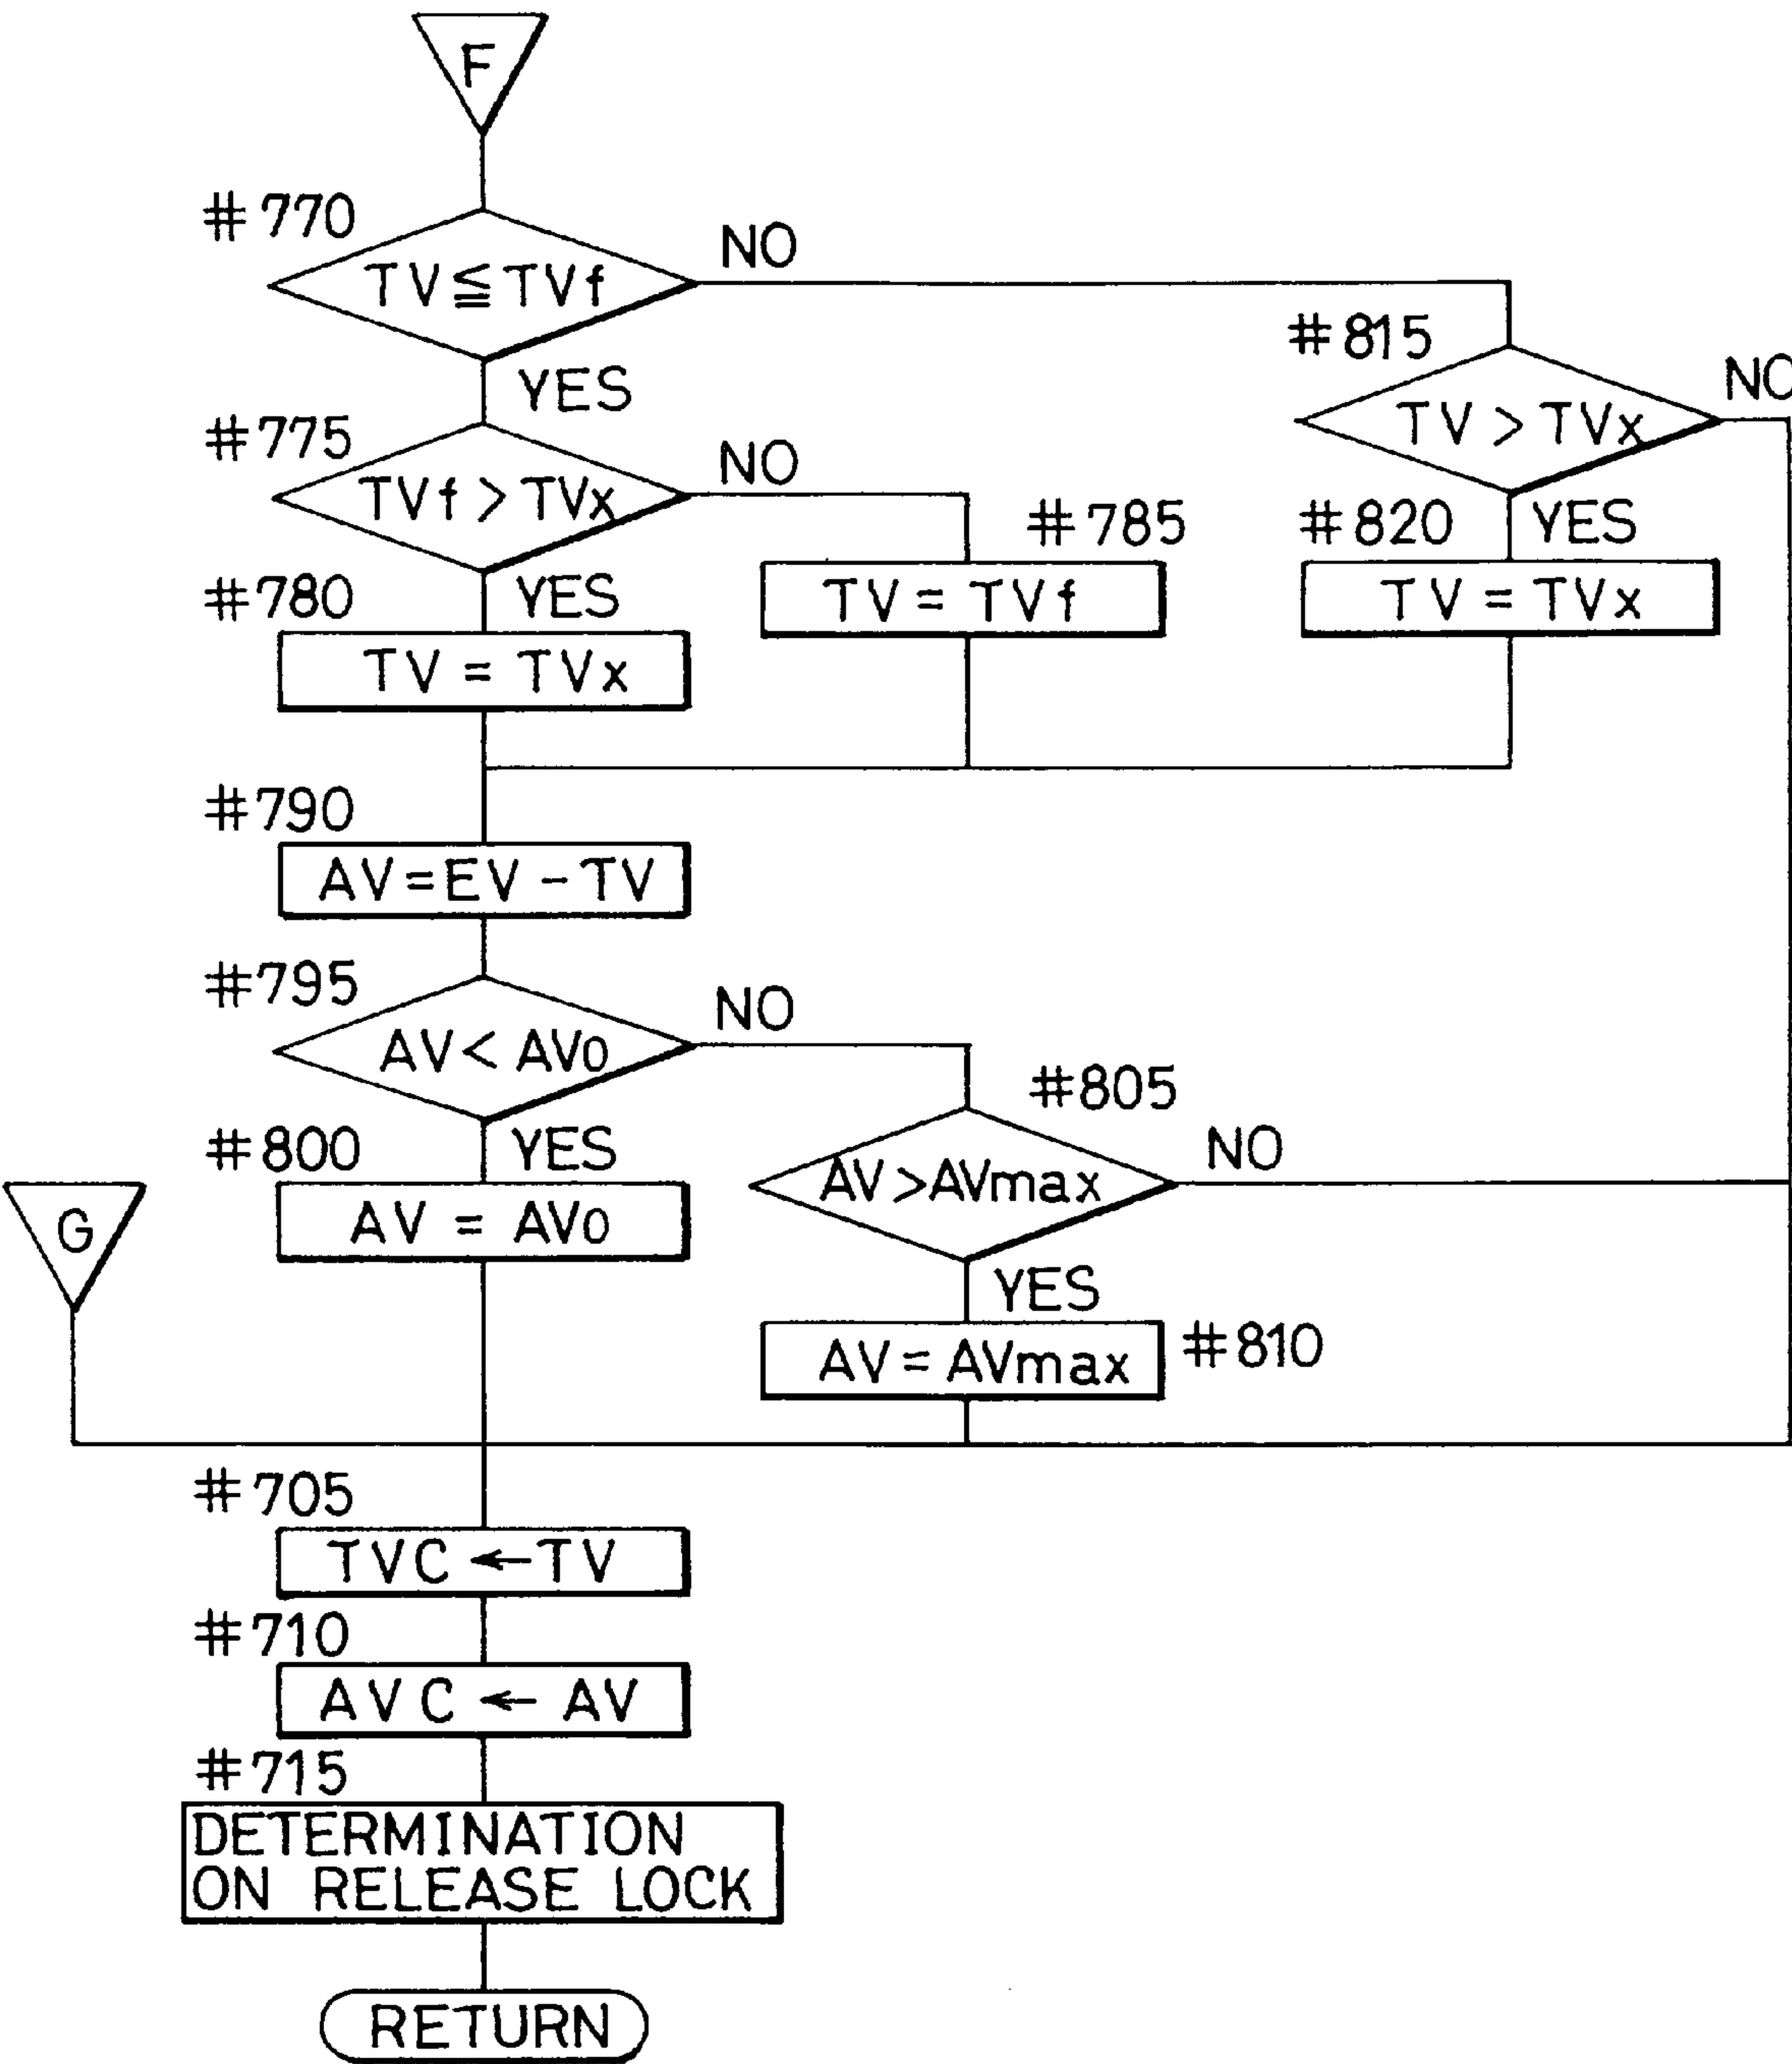 F
#770
TV≦TVf
NO
YES
#815
TV > TVx
NO
#775
TVf > TVx
NO
YES
#785
TV = TVf
#820
YES
TV = TVx
#780
TV = TVx
#790
AV=EV-TV
#795
AV< AVo
NO
YES
#805
AV>AVmax
NO
YES
#800
AV = AVo
G
AV=AVmax
#810
#705
TVC ←TV
#710
AVC ← AV
#715
DETERMINATION
ON RELEASE LOCK
RETURN